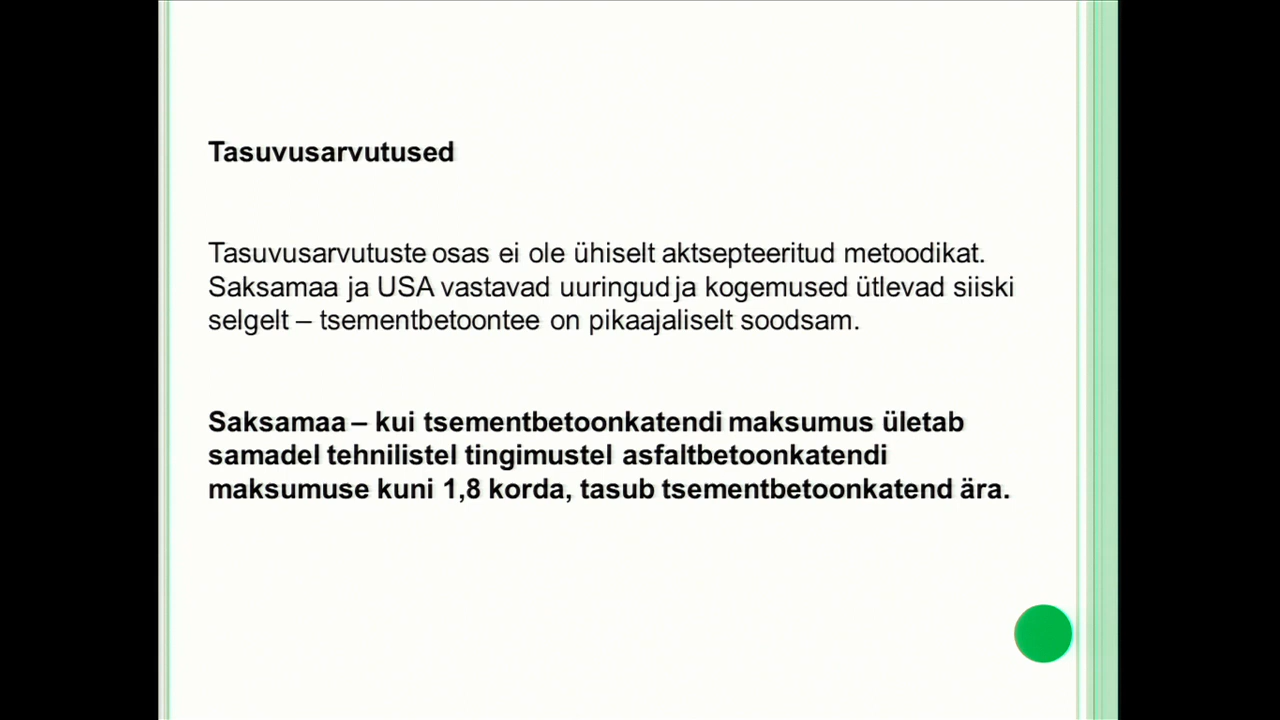 Tasuvusarvutused
Tasuvusarvutuste osas ei ole ühiselt aktsepteeritud metoodikat.
Saksamaa ja USA vastavad uuringud ja kogemused ütlevad siiski
selgelt – tsementbetoontee on pikaajaliselt soodsam.
Saksamaa – kui tsementbetoonkatendi maksumus ületab
samadel tehnilistel tingimustel asfaltbetoonkatendi
maksumuse kuni 1,8 korda, tasub tsementbetoonkatend ära.